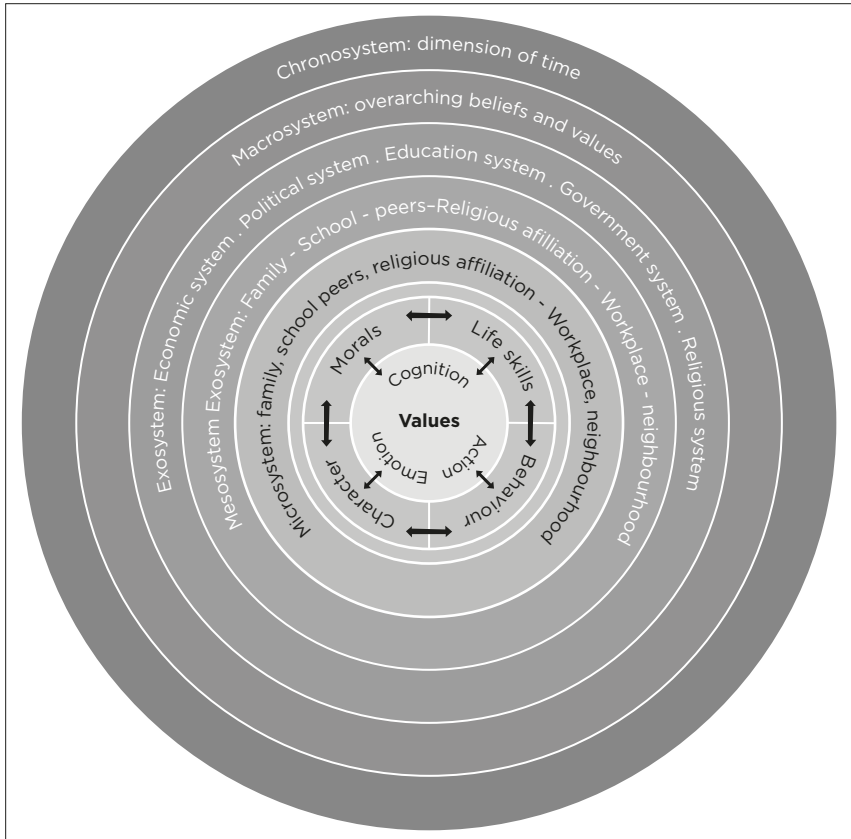 Chronosystem: dimension of time
Macrosystem: overarching beliefs and values
Exosystem: Economic system . Political system . Education system . Government system . Religious system
Mesosystem Exosystem: Family - School - peers–Religious afilliation - Workplace - neighbourhood
Microsystem: family, school peers, religious affiliation - Workplace, neighbourhood
Morals
Life skills
Cognition
Values
Emotion
Action
Character
Behaviour